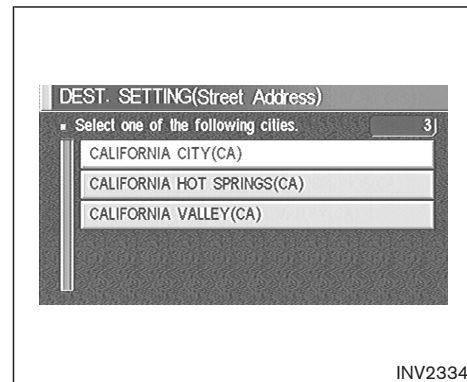 DEST. SETTING(Street Address)
Select one of the following cities. 3
CALIFORNIA CITY(CA)
CALIFORNIA HOT SPRINGS(CA)
CALIFORNIA VALLEY(CA)
INV2334